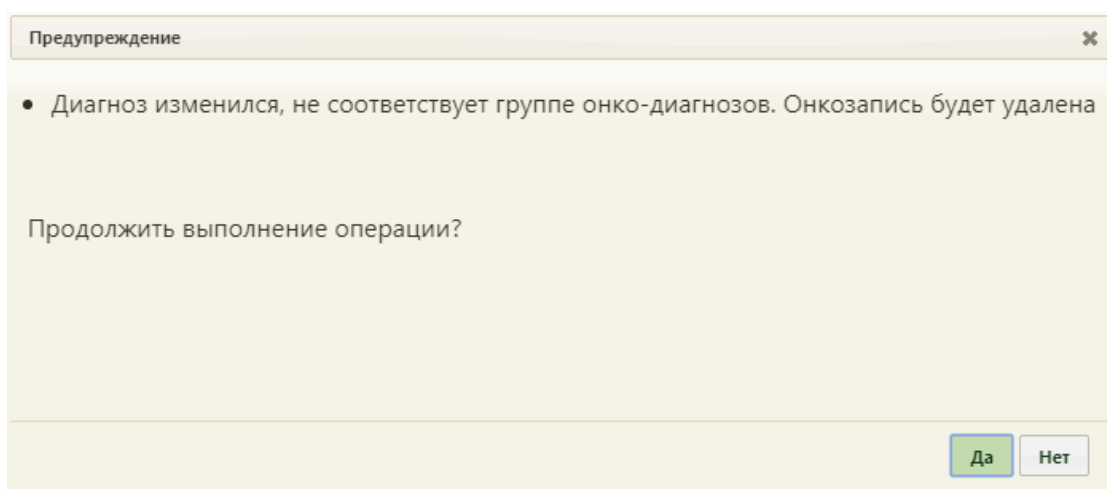 Предупреждение
• Диагноз изменился, не соответствует группе онко-диагнозов. Онкозапись будет удалена
Продолжить выполнение операции?
Да Нет